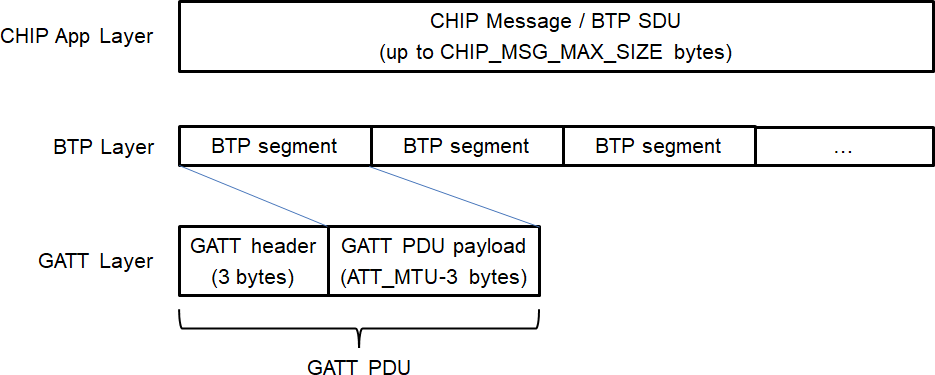 CHIP App Layer
CHIP Message / BTP SDU
(up to CHIP_MSG_MAX_SIZE bytes)
BTP Layer
BTP segment
BTP segment
BTP segment
...
GATT Layer
GATT header
(3 bytes)
GATT PDU payload
(ATT_MTU-3 bytes)
GATT PDU